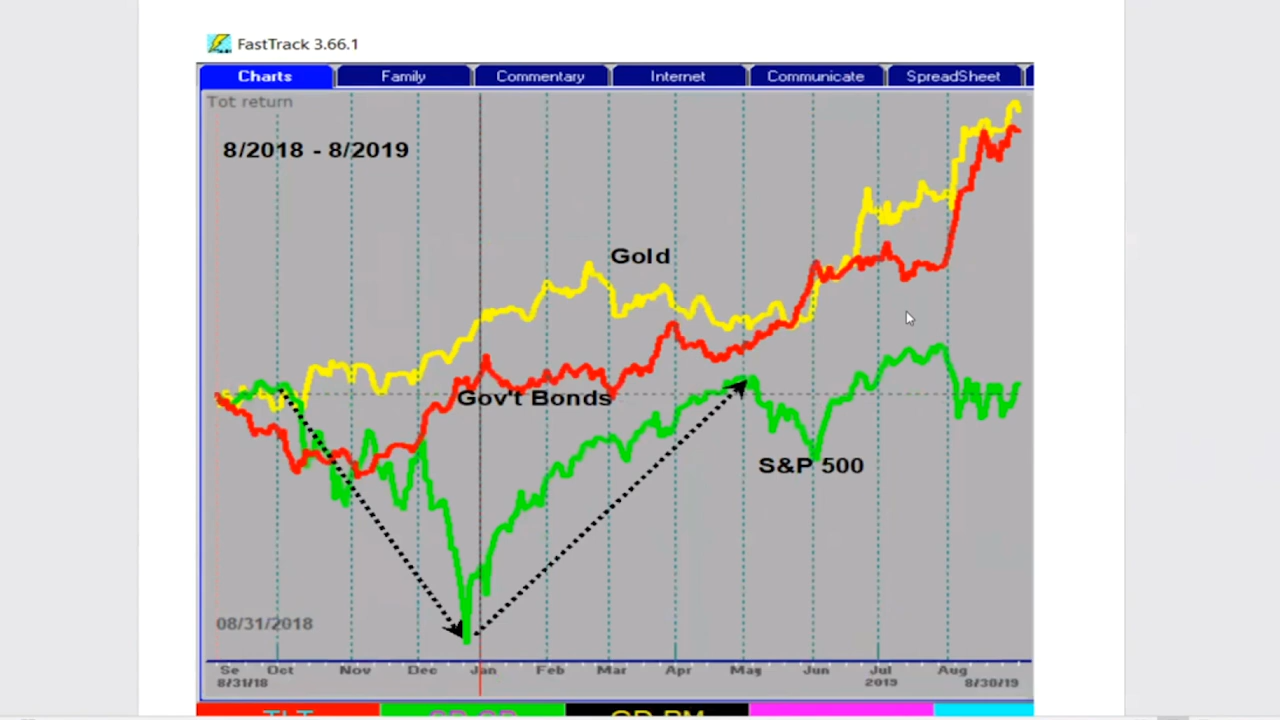 FastTrack 3.66.1
Charts Family Commentary Internet Communicate SpreadSheet
Tot return
8/2018 - 8/2019
Gold
Gov't Bonds
S&P 500
08/31/2018
Se Oct Nov Dec Jan Feb Mar Apr May Jun Jul Aug
8/31/18 2019 8/30/19